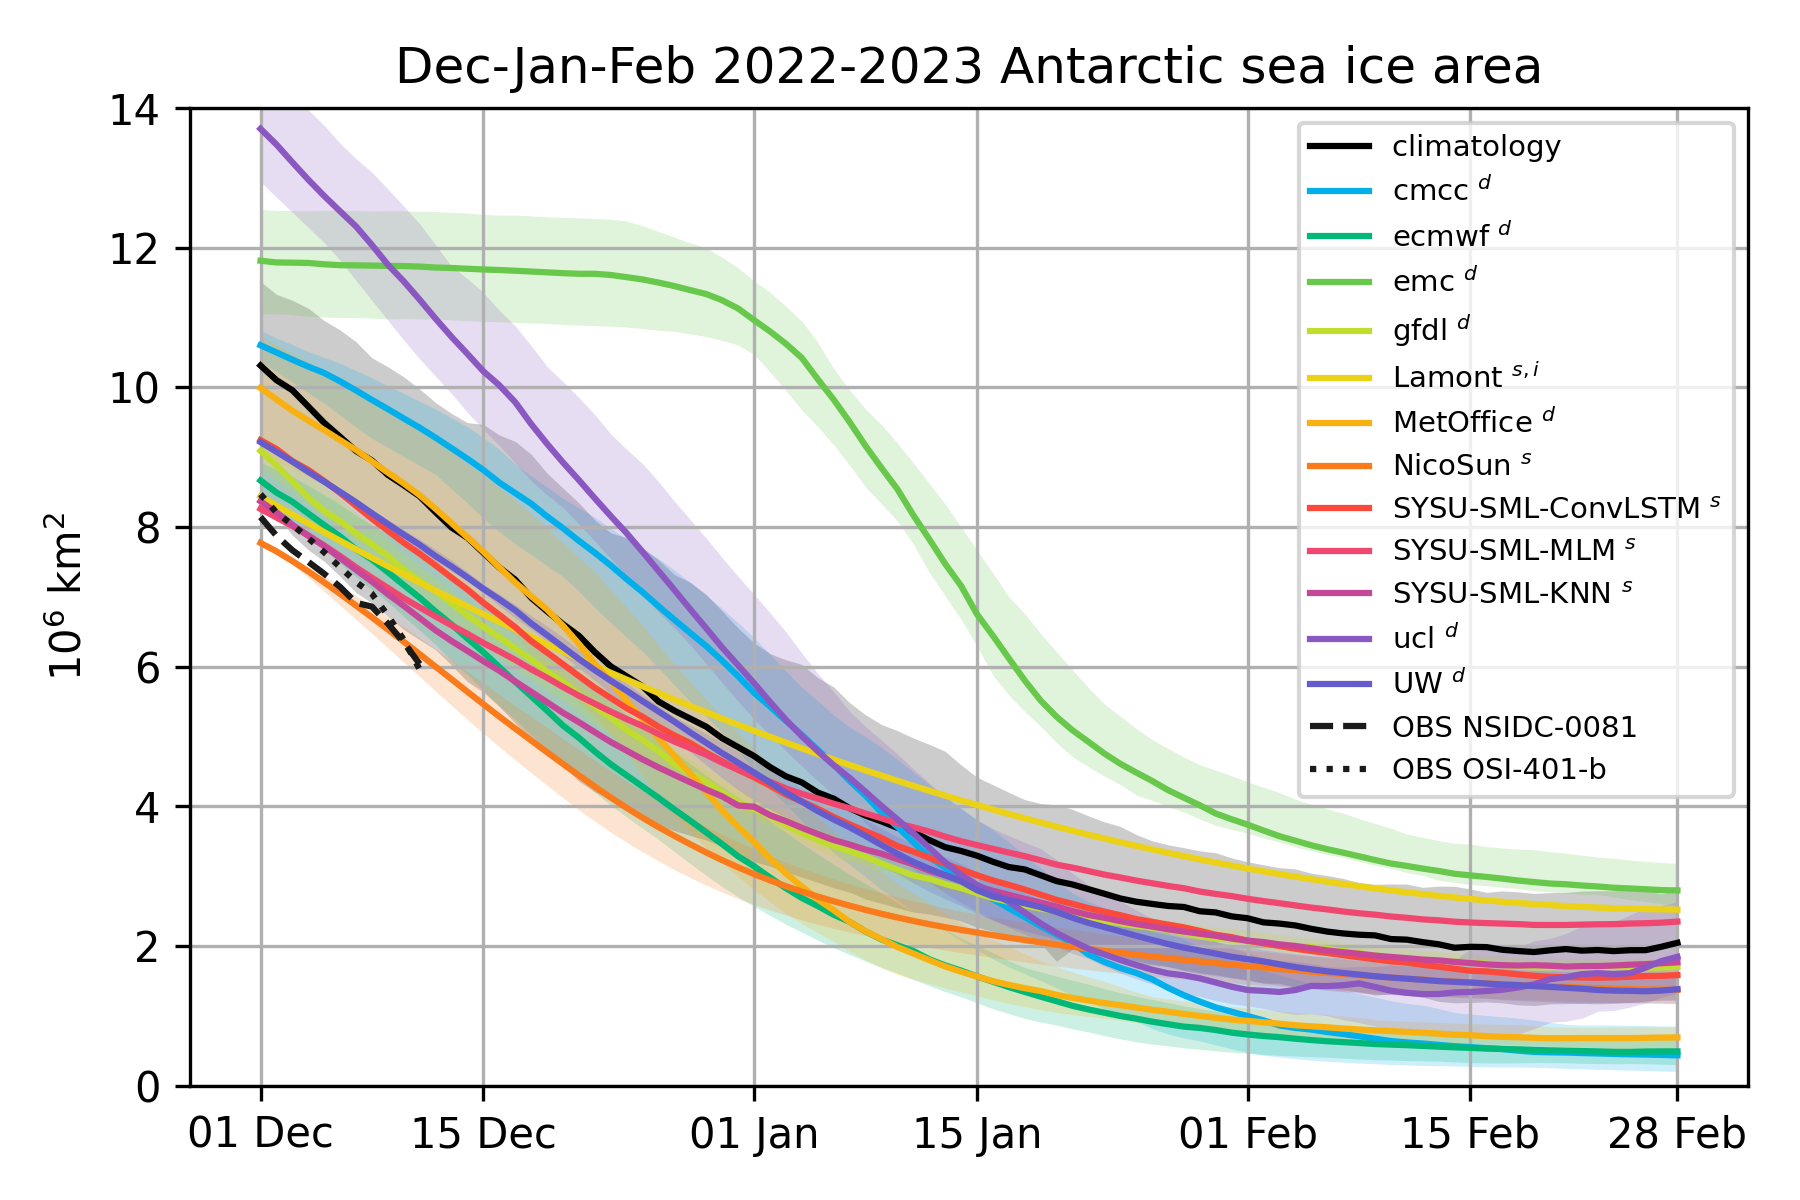 Dec-Jan-Feb 2022-2023 Antarctic sea ice area
10⁶ km²
14
12
10
8
6
4
2
0
01 Dec
15 Dec
01 Jan
15 Jan
01 Feb
15 Feb
28 Feb
climatology
cmcc ᵈ
ecmwf ᵈ
emc ᵈ
gfdl ᵈ
Lamont ˢ,ⁱ
MetOffice ᵈ
NicoSun ˢ
SYSU-SML-ConvLSTM ˢ
SYSU-SML-MLM ˢ
SYSU-SML-KNN ˢ
ucl ᵈ
UW ᵈ
OBS NSIDC-0081
OBS OSI-401-b